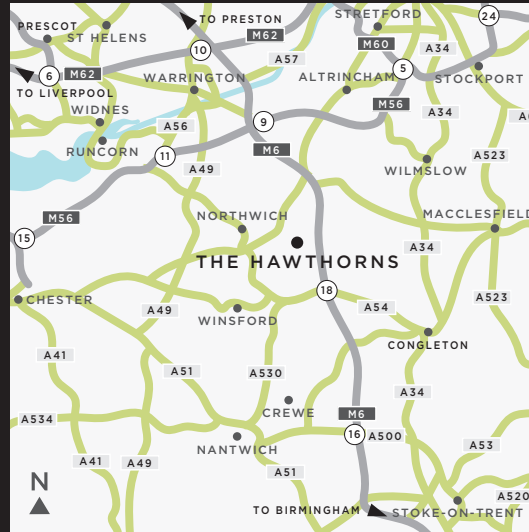 TO PRESTON
STRETFORD
24
PRESCOT
ST HELENS
M62
M60
A34
10
A57
5
6
M62
WARRINGTON
ALTRINCHAM
STOCKPORT
TO LIVERPOOL
M56
WIDNES
A34
A56
9
RUNCORN
M6
A523
11
A49
WILMSLOW
M56
NORTHWICH
MACCLESFIELD
15
A34
THE HAWTHORNS
18
CHESTER
A523
A49
WINSFORD
A54
CONGLETON
A41
A51
A530
A34
CREWE
M6
A534
16
A500
NANTWICH
A53
A41
A49
A51
N
A520
TO BIRMINGHAM
STOKE-ON-TRENT